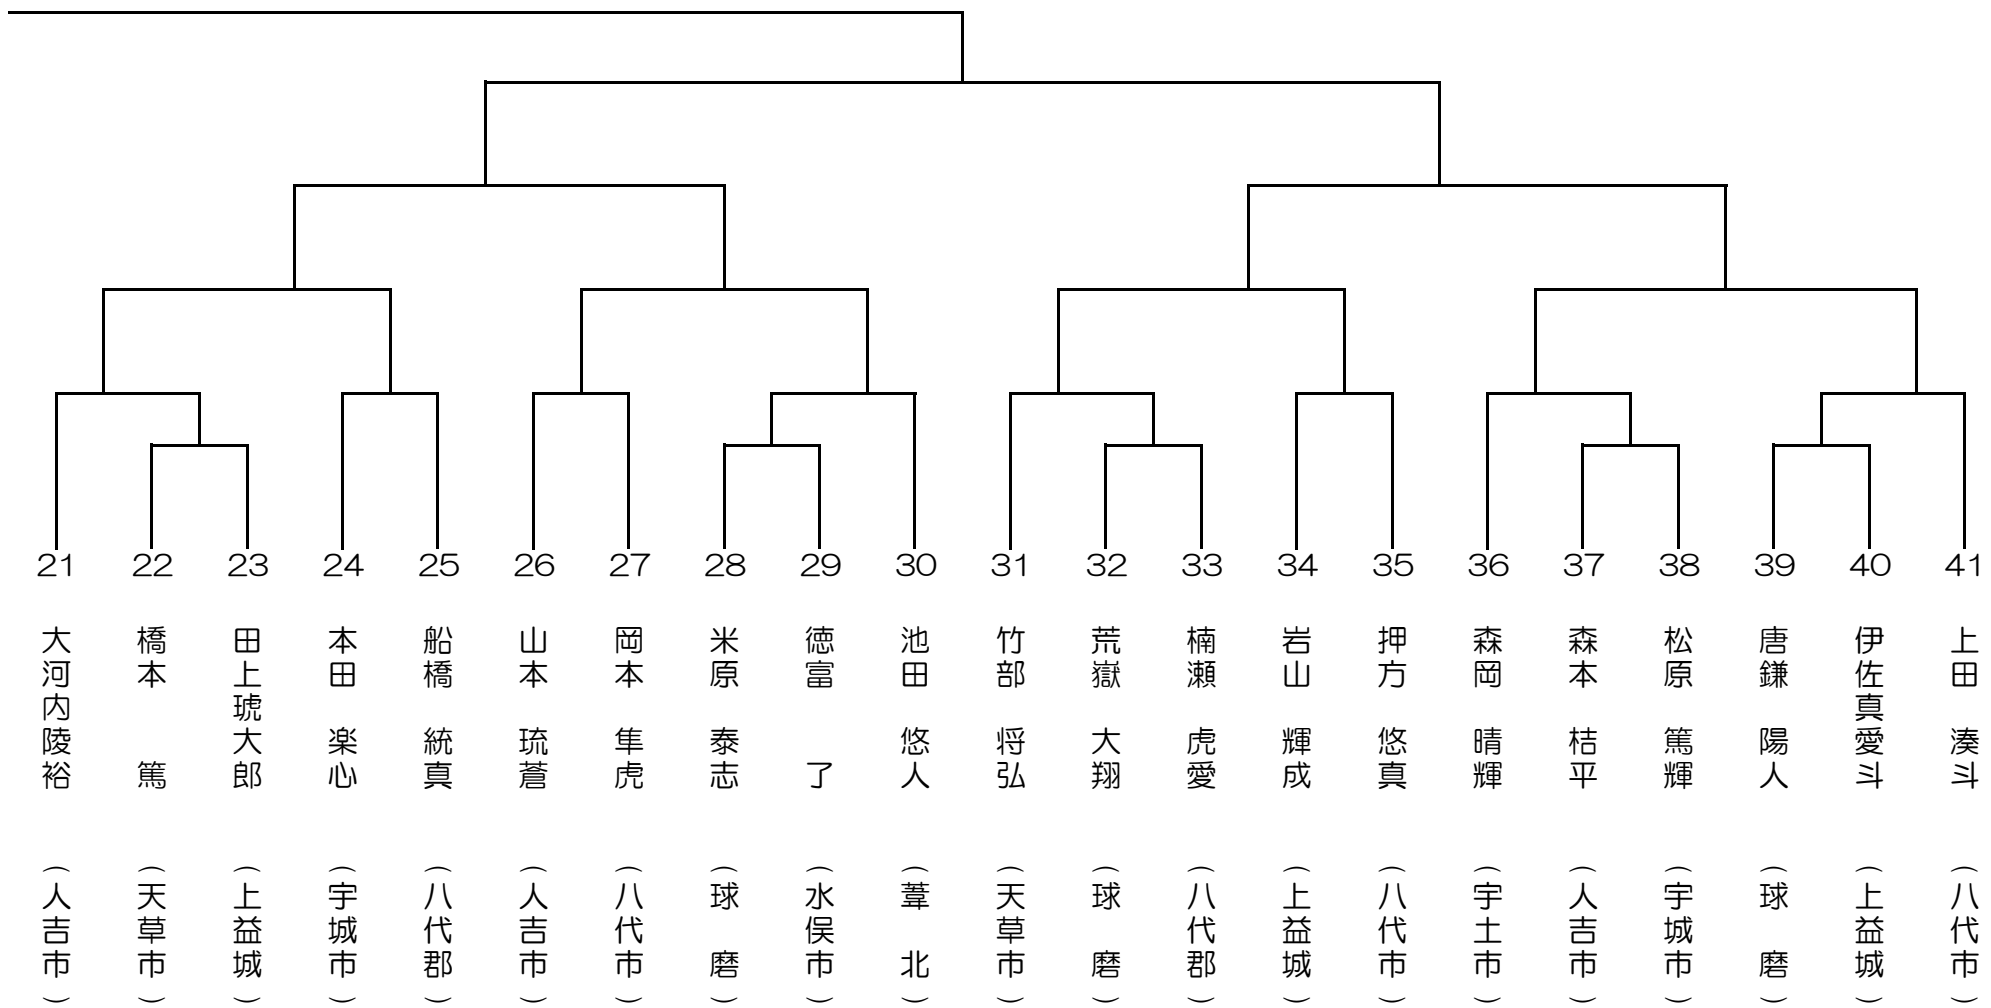 21 大河内陵裕 (人吉市)
22 橋本 篤 (天草市)
23 田上琥大郎 (上益城)
24 本田 楽心 (宇城市)
25 船橋 統真 (八代郡)
26 山本 琉蒼 (人吉市)
27 岡本 隼虎 (八代市)
28 米原 泰志 (球 磨)
29 徳富 了 (水俣市)
30 池田 悠人 (葦 北)
31 竹部 将弘 (天草市)
32 荒嶽 大翔 (球 磨)
33 楠瀬 虎愛 (八代郡)
34 岩山 輝成 (上益城)
35 押方 悠真 (八代市)
36 森岡 晴輝 (宇土市)
37 森本 桔平 (人吉市)
38 松原 篤輝 (宇城市)
39 唐鎌 陽人 (球 磨)
40 伊佐真愛斗 (上益城)
41 上田 湊斗 (八代市)